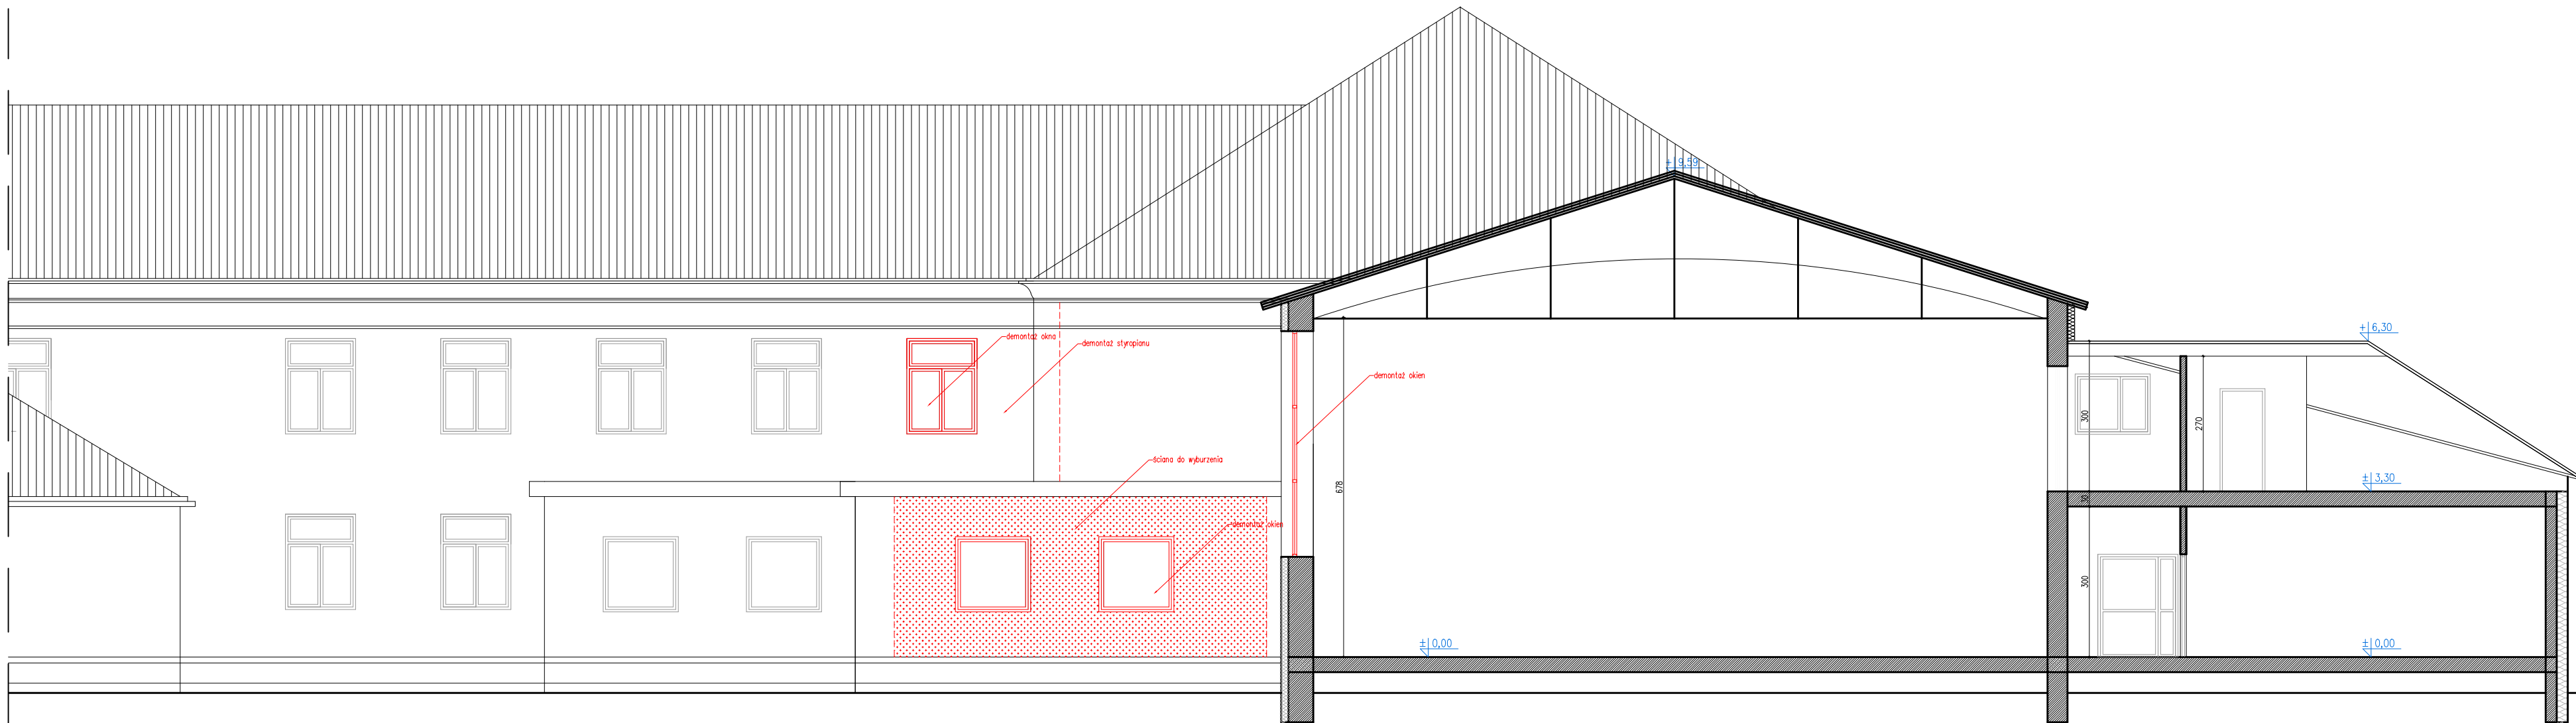 + 9,59
demontaż okna
demontaż styropianu
+ 6,30
demontaż okien
300
270
ściana do wyburzenia
± 3,30
678
30
demontaż okien
300
± 0,00
± 0,00